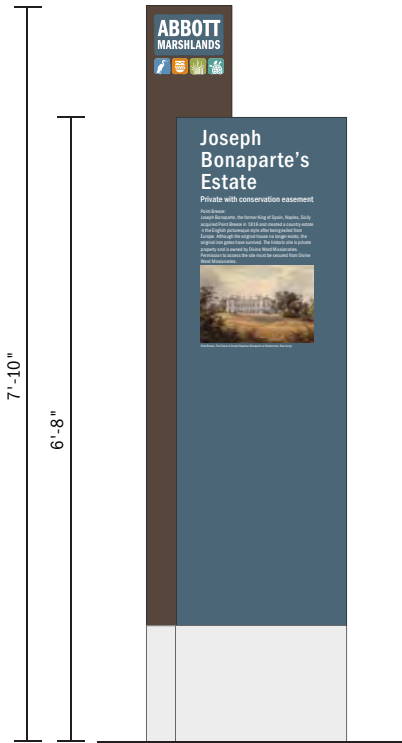 ABBOTT
MARSHLANDS
Joseph
Bonaparte's
Estate
Private with conservation easement
Point Breeze:
Joseph Bonaparte, the former King of Spain, Naples, Sicily
acquired Point Breeze in 1816 and created a country estate
in the English picturesque style after being exiled from
Europe. Although the original house no longer exists, the
original iron gates have survived. The historic site is private
property and is owned by Divine Word Missionaries.
Permission to access the site must be secured from Divine
Word Missionaries.
7'-10"
6'-8"